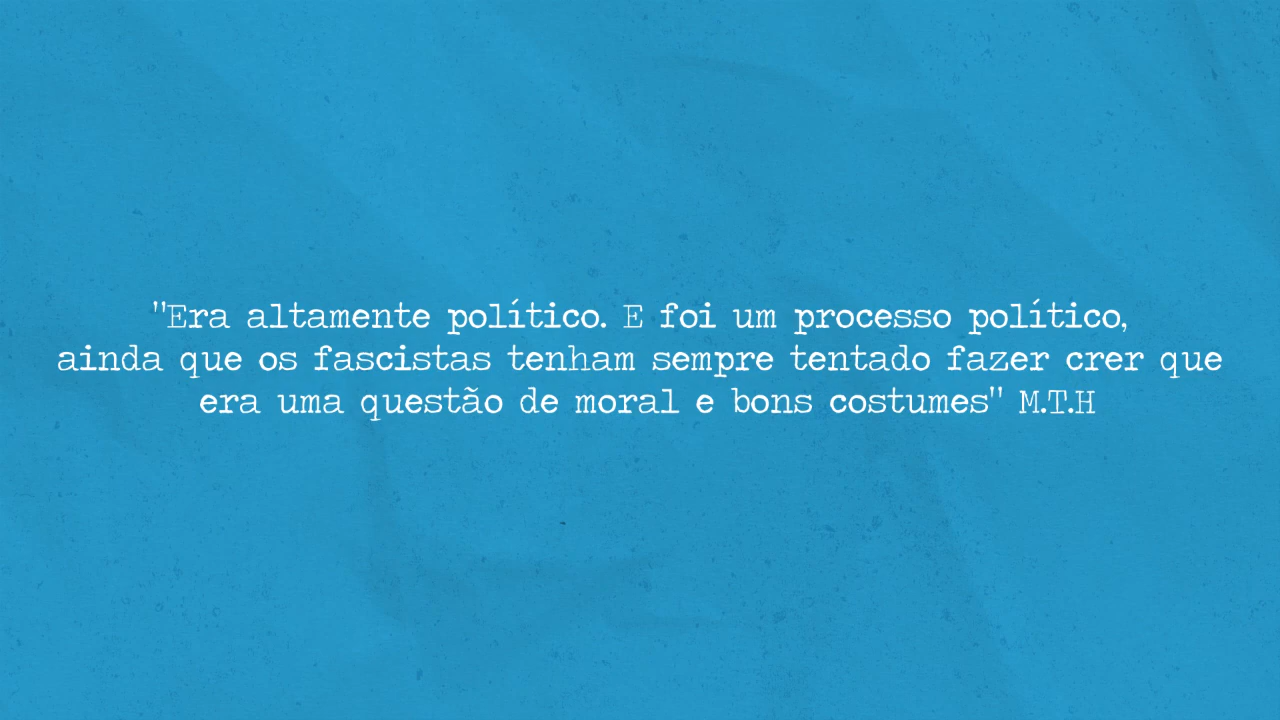 "Era altamente político. E foi um processo político,
ainda que os fascistas tenham sempre tentado fazer crer que
era uma questão de moral e bons costumes" M.T.H